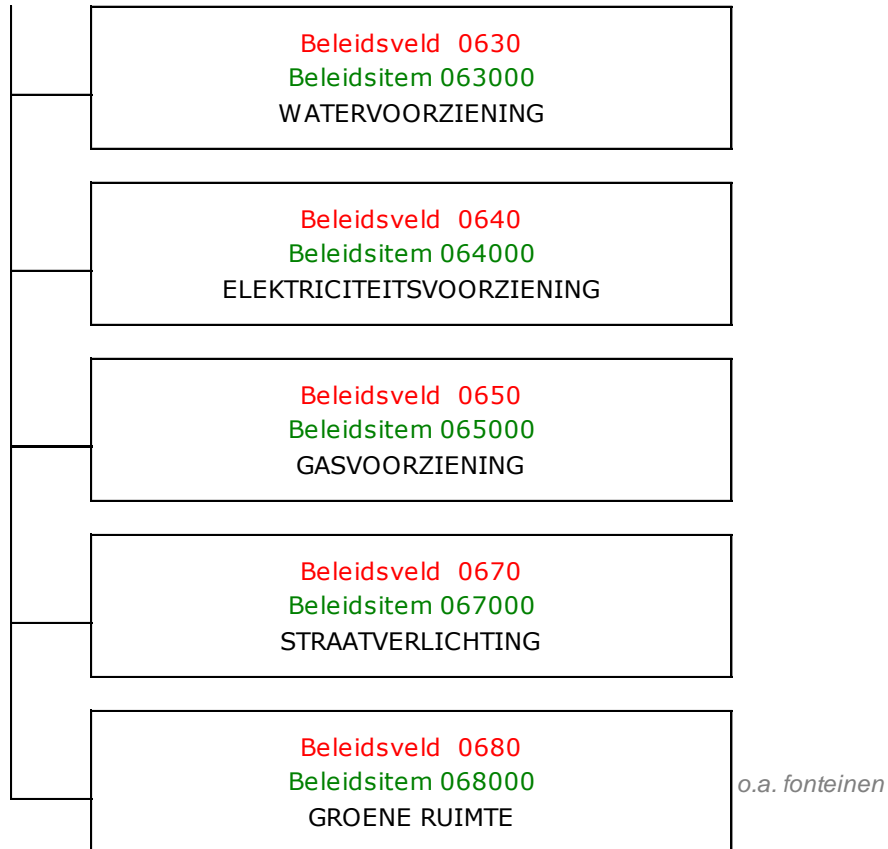 Beleidsveld 0630
Beleidsitem 063000
WATERVOORZIENING
Beleidsveld 0640
Beleidsitem 064000
ELEKTRICITEITSVOORZIENING
Beleidsveld 0650
Beleidsitem 065000
GASVOORZIENING
Beleidsveld 0670
Beleidsitem 067000
STRAATVERLICHTING
Beleidsveld 0680
Beleidsitem 068000
o.a. fonteinen
GROENE RUIMTE